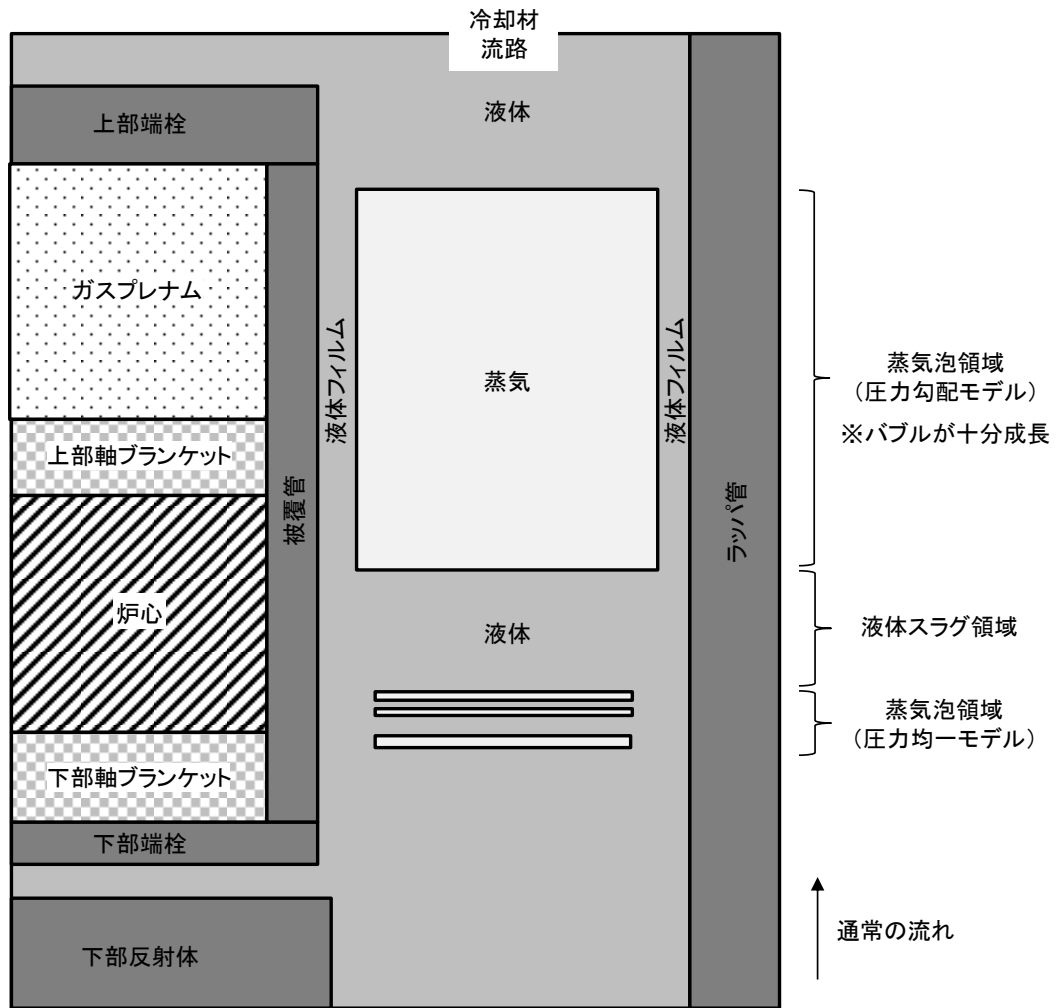 冷却材
流路
液体
上部端栓
ガスプレナム
液体フィルム
蒸気
液体フィルム
蒸気泡領域
（圧力勾配モデル）
※バブルが十分成長
上部軸ブランケット
被覆管
ラッパ管
炉心
液体
液体スラグ領域
蒸気泡領域
（圧力均一モデル）
下部軸ブランケット
下部端栓
通常の流れ
下部反射体